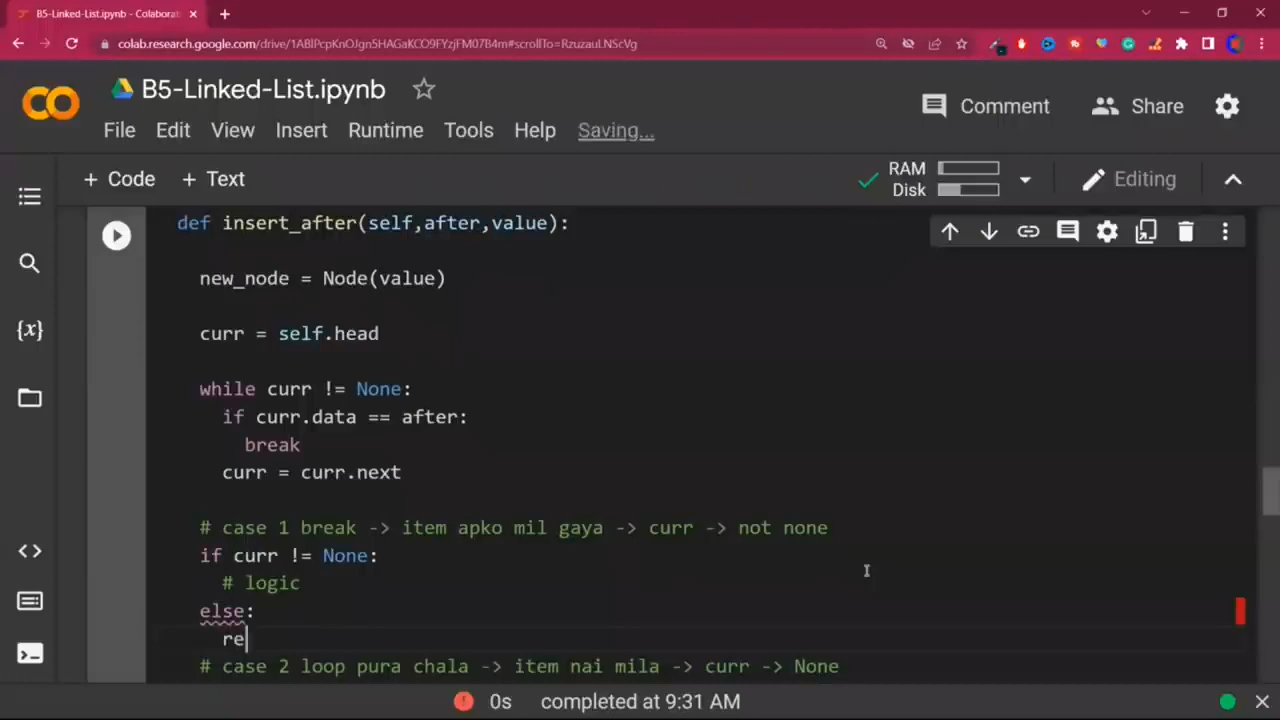 B5-Linked-List.ipynb - Colaborat
colab.research.google.com/drive/
B5-Linked-List.ipynb
File Edit View Insert Runtime Tools Help Saving...
Comment Share
+ Code + Text
RAM
Disk
Editing
def insert_after(self,after,value):
new_node = Node(value)
curr = self.head
while curr != None:
if curr.data == after:
break
curr = curr.next
# case 1 break -> item apko mil gaya -> curr -> not none
if curr != None:
# logic
else:
re
# case 2 loop pura chala -> item nai mila -> curr -> None
{x}
0s completed at 9:31 AM